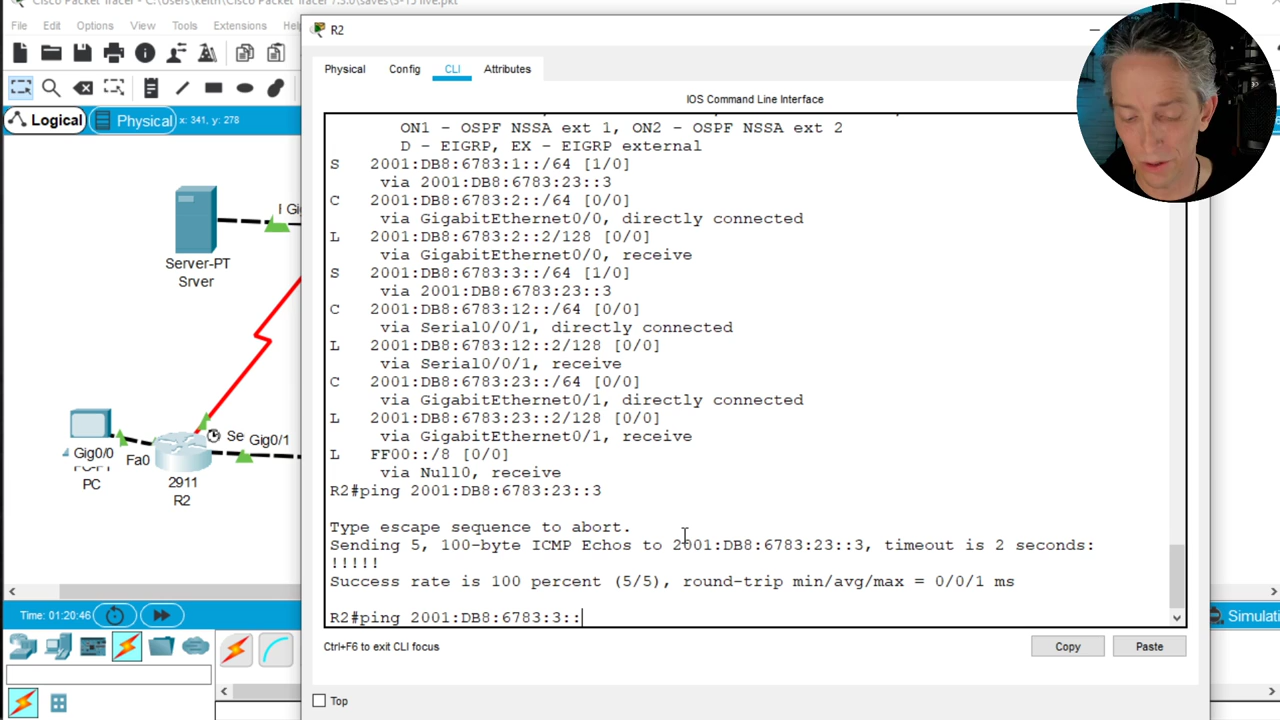 Cisco Packet Tracer
R2
File Edit Options View Tools Extensions
Physical Config CLI Attributes
Logical Physical x: 341, y: 278
IOS Command Line Interface
ON1 - OSPF NSSA ext 1, ON2 - OSPF NSSA ext 2
D - EIGRP, EX - EIGRP external
S 2001:DB8:6783:1::/64 [1/0]
via 2001:DB8:6783:23::3
C 2001:DB8:6783:2::/64 [0/0]
via GigabitEthernet0/0, directly connected
L 2001:DB8:6783:2::2/128 [0/0]
via GigabitEthernet0/0, receive
S 2001:DB8:6783:3::/64 [1/0]
via 2001:DB8:6783:23::3
C 2001:DB8:6783:12::/64 [0/0]
via Serial0/0/1, directly connected
L 2001:DB8:6783:12::2/128 [0/0]
via Serial0/0/1, receive
C 2001:DB8:6783:23::/64 [0/0]
via GigabitEthernet0/1, directly connected
L 2001:DB8:6783:23::2/128 [0/0]
via GigabitEthernet0/1, receive
L FF00::/8 [0/0]
via Null0, receive
R2#ping 2001:DB8:6783:23::3
Type escape sequence to abort.
Sending 5, 100-byte ICMP Echos to 2001:DB8:6783:23::3, timeout is 2 seconds:
!!!!!
Success rate is 100 percent (5/5), round-trip min/avg/max = 0/0/1 ms
R2#ping 2001:DB8:6783:3::
Ctrl+F6 to exit CLI focus
Copy
Paste
Top
Server-PT
Srver
Gig0/0
PC
Fa0
2911
R2
Se
Gig0/1
Time: 01:20:46